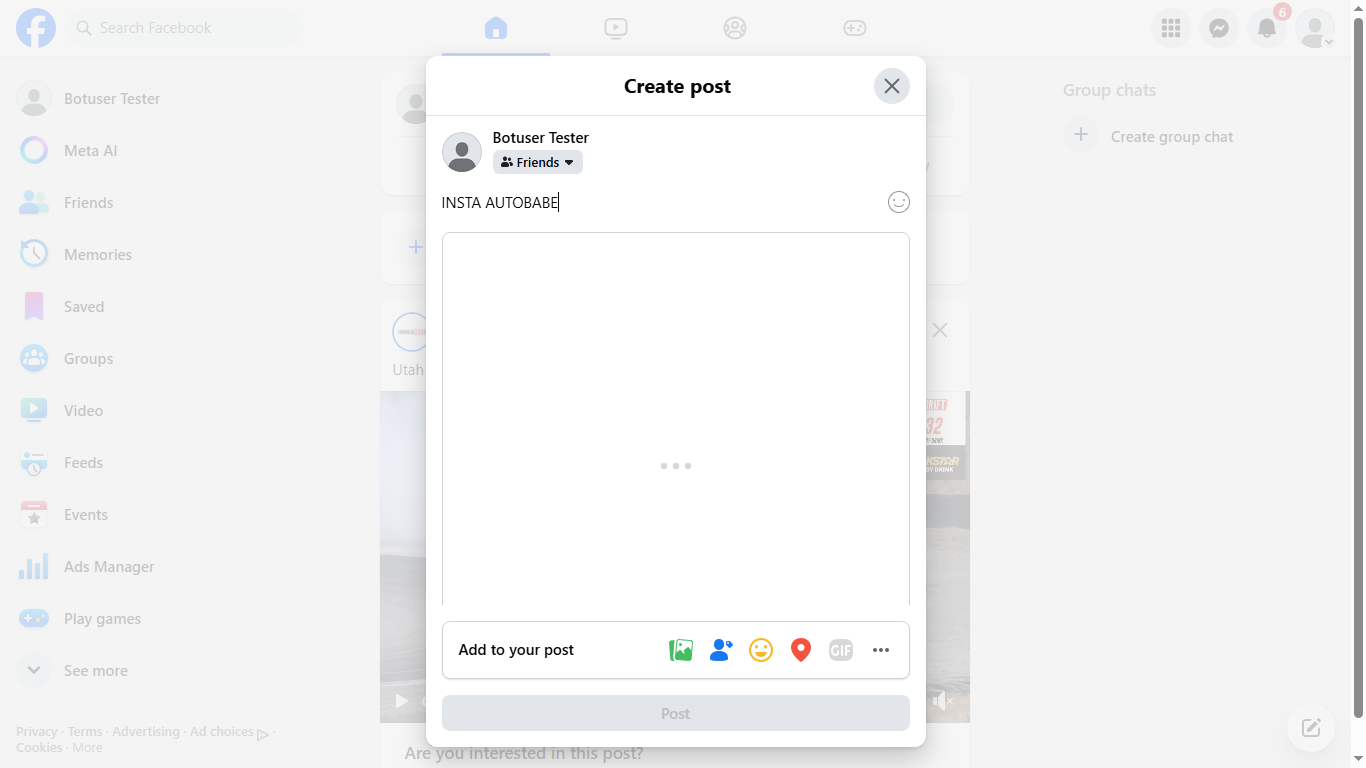 Search Facebook
6
Botuser Tester
Meta AI
Friends
Memories
Saved
Groups
Video
Feeds
Events
Ads Manager
Play games
See more
Privacy · Terms · Advertising · Ad choices ·
Cookies · More
Create post
Botuser Tester
Friends
INSTA AUTOBABE
Add to your post
GIF
Post
Utah
32
Are you interested in this post?
Group chats
Create group chat